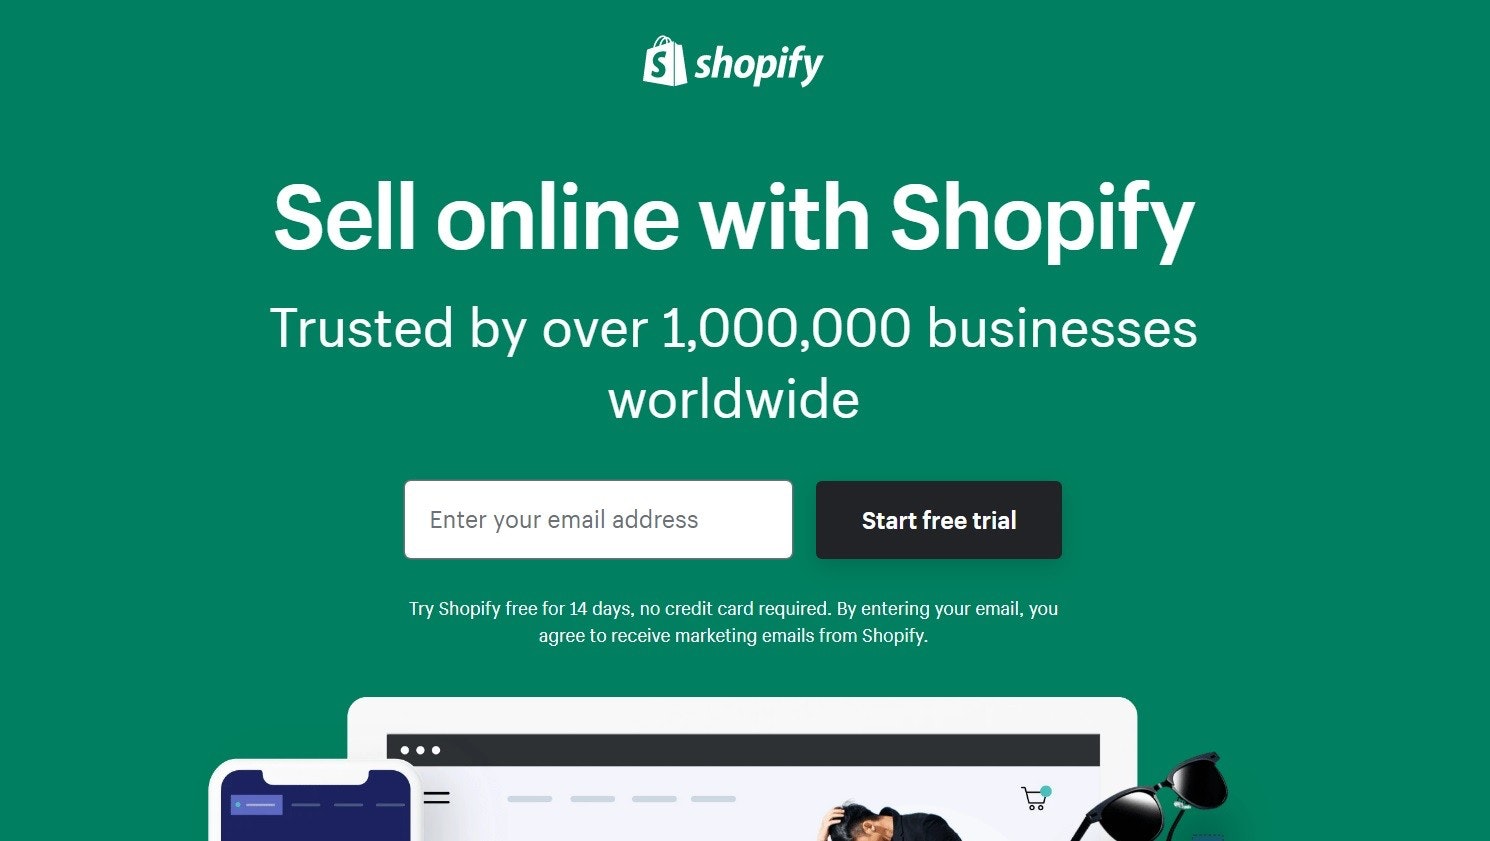 shopify
Sell online with Shopify
Trusted by over 1,000,000 businesses
worldwide
Enter your email address
Start free trial
Try Shopify free for 14 days, no credit card required. By entering your email, you
agree to receive marketing emails from Shopify.